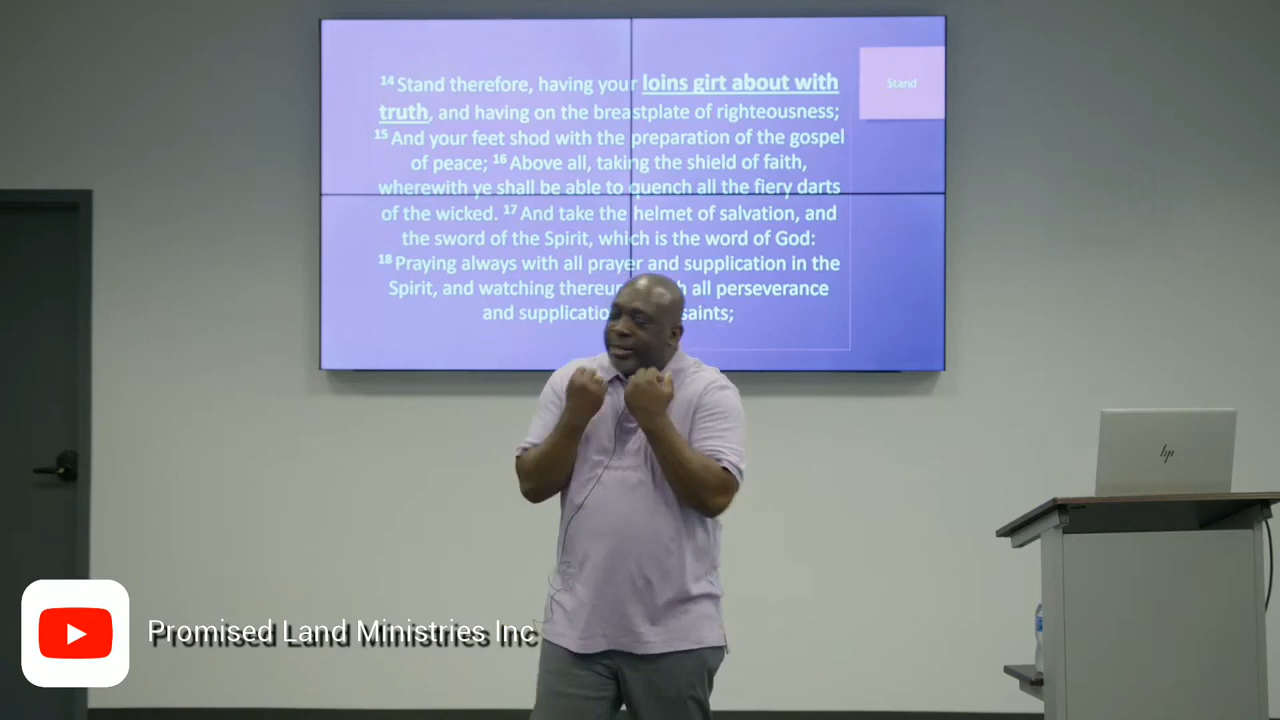 14 Stand therefore, having your loins girt about with
truth, and having on the breastplate of righteousness;
15 And your feet shod with the preparation of the gospel
of peace; 16 Above all, taking the shield of faith,
wherewith ye shall be able to quench all the fiery darts
of the wicked. 17 And take the helmet of salvation, and
the sword of the Spirit, which is the word of God:
18 Praying always with all prayer and supplication in the
Spirit, and watching all perseverance
and saints;
Stand
hp
Promised Land Ministries Inc